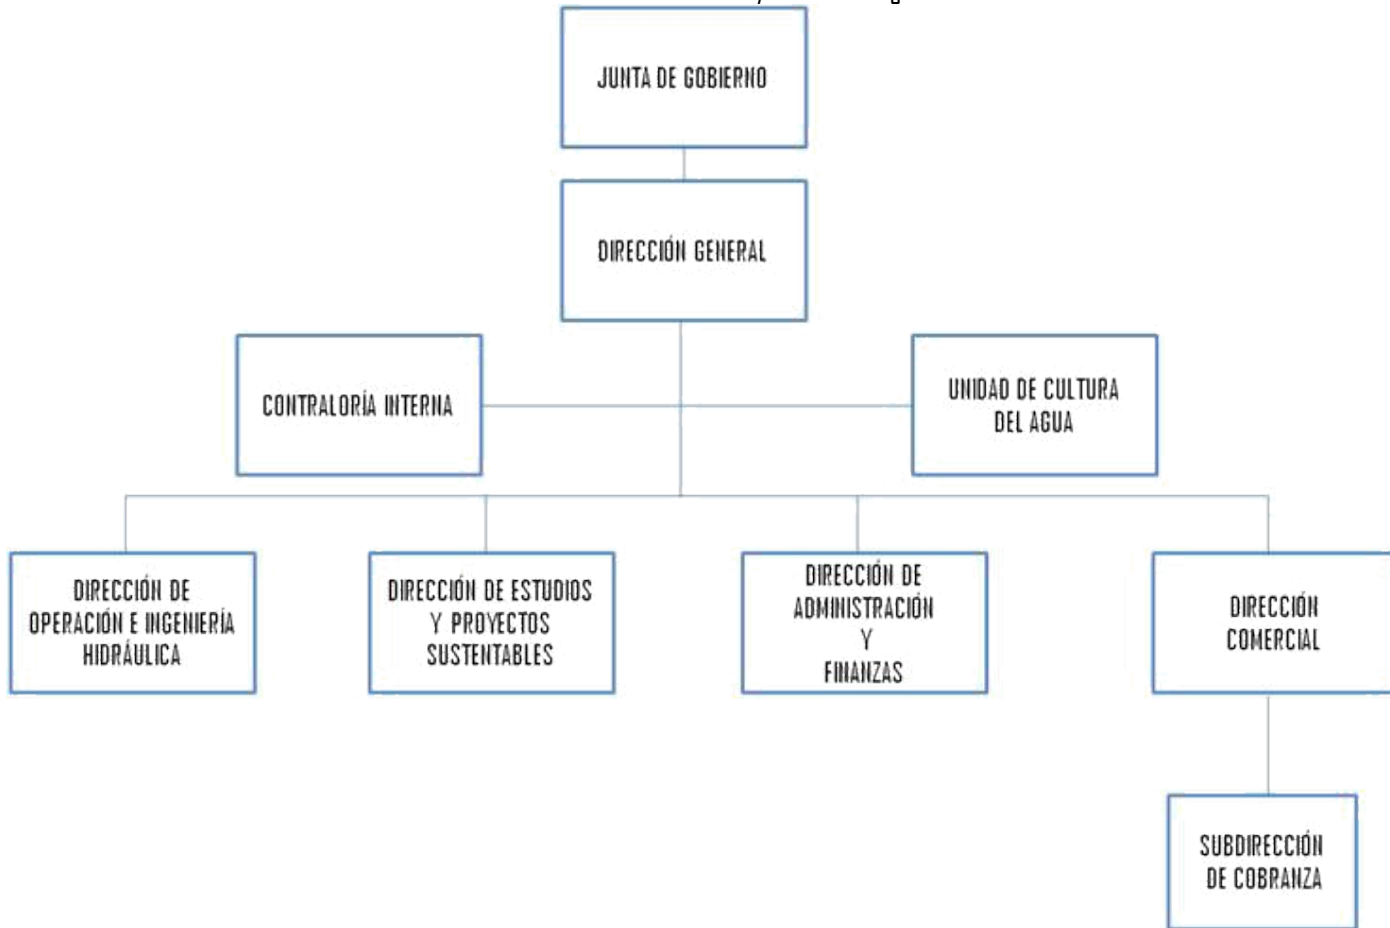 JUNTA DE GOBIERNO
DIRECCIÓN GENERAL
CONTRALORÍA INTERNA
UNIDAD DE CULTURA
DEL AGUA
DIRECCIÓN DE
OPERACIÓN E INGENIERÍA
HIDRÁULICA
DIRECCIÓN DE ESTUDIOS
Y PROYECTOS
SUSTENTABLES
DIRECCIÓN DE
ADMINISTRACIÓN
Y
FINANZAS
DIRECCIÓN
COMERCIAL
SUBDIRECCIÓN
DE COBRANZA